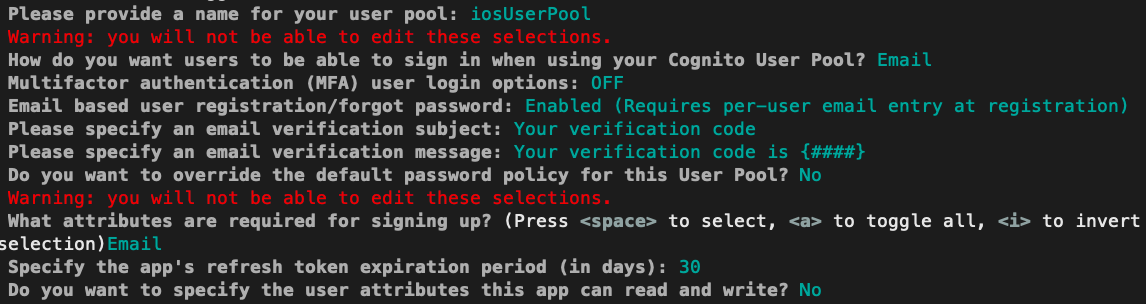 Please provide a name for your user pool: iosUserPool
Warning: you will not be able to edit these selections.
How do you want users to be able to sign in when using your Cognito User Pool? Email
Multifactor authentication (MFA) user login options: OFF
Email based user registration/forgot password: Enabled (Requires per-user email entry at registration)
Please specify an email verification subject: Your verification code
Please specify an email verification message: Your verification code is {####}
Do you want to override the default password policy for this User Pool? No
Warning: you will not be able to edit these selections.
What attributes are required for signing up? (Press <space> to select, <a> to toggle all, <i> to invert
selection)Email
Specify the app's refresh token expiration period (in days): 30
Do you want to specify the user attributes this app can read and write? No